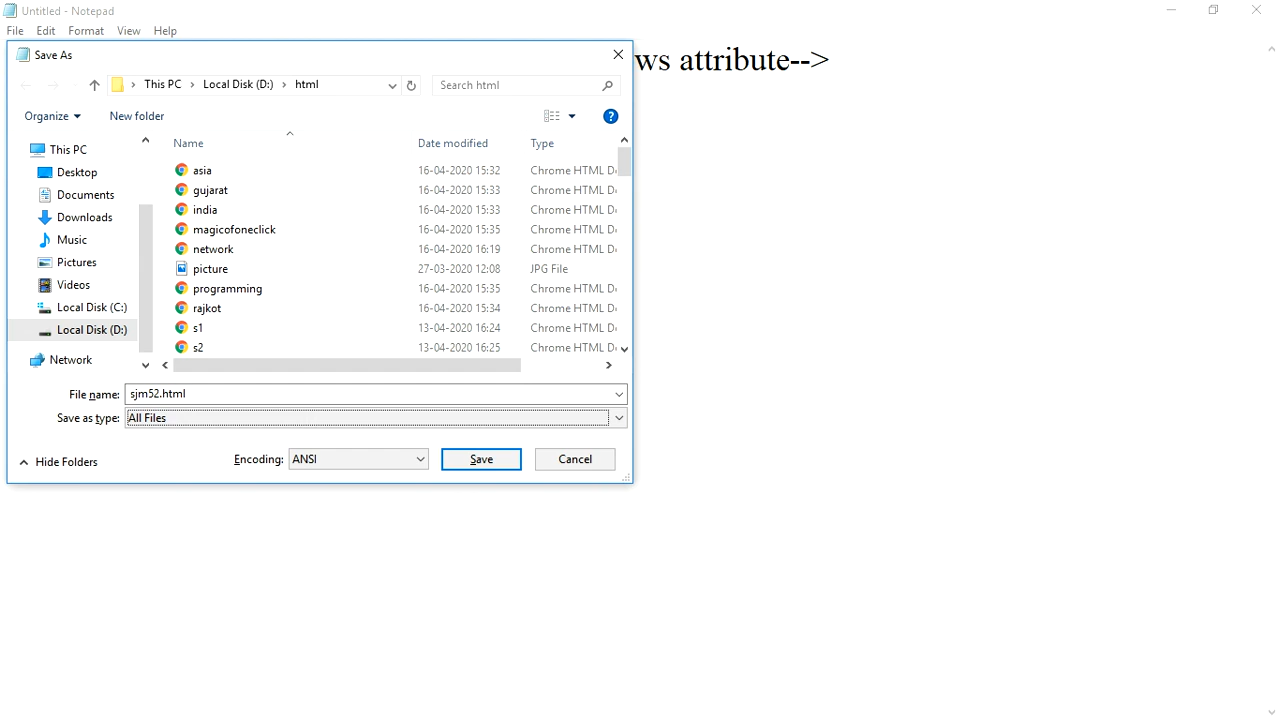 Untitled - Notepad
File Edit Format View Help
ws attribute-->
Save As
This PC Local Disk (D:) html
Search html
Organize New folder
Name Date modified Type
This PC
Desktop
Documents
Downloads
Music
Pictures
Videos
Local Disk (C:)
Local Disk (D:)
Network
asia 16-04-2020 15:32 Chrome HTML D
gujarat 16-04-2020 15:33 Chrome HTML D
india 16-04-2020 15:33 Chrome HTML D
magicofoneclick 16-04-2020 15:35 Chrome HTML D
network 16-04-2020 16:19 Chrome HTML D
picture 27-03-2020 12:08 JPG File
programming 16-04-2020 15:35 Chrome HTML D
rajkot 16-04-2020 15:34 Chrome HTML D
s1 13-04-2020 16:24 Chrome HTML D
s2 13-04-2020 16:25 Chrome HTML D
File name: sjm52.html
Save as type: All Files
Hide Folders
Encoding: ANSI Save Cancel